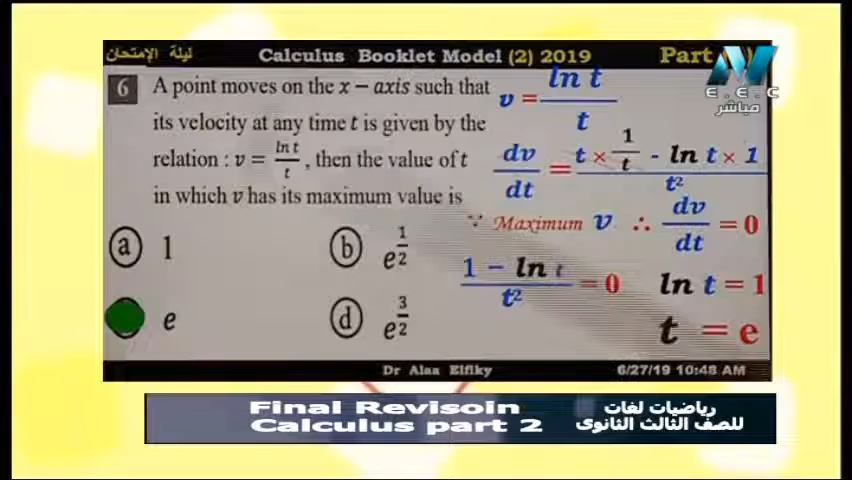 ليلة الإمتحان Calculus Booklet Model (2) 2019 Part
E.E.C
مباشر
6 A point moves on the x – axis such that
its velocity at any time t is given by the
relation : v = ln t / t , then the value of t
in which v has its maximum value is
ⓐ 1 ⓑ e^(1/2)
e ⓓ e^(3/2)
v = ln t / t
dv/dt = (t × 1/t - ln t × 1) / t²
∵ Maximum v ∴ dv/dt = 0
(1 – ln t) / t² = 0 ln t = 1
t = e
Dr Alaa Elfiky 6/27/19 10:48 AM
Final Revisoin رياضيات لغات
Calculus part 2 للصف الثالث الثانوى